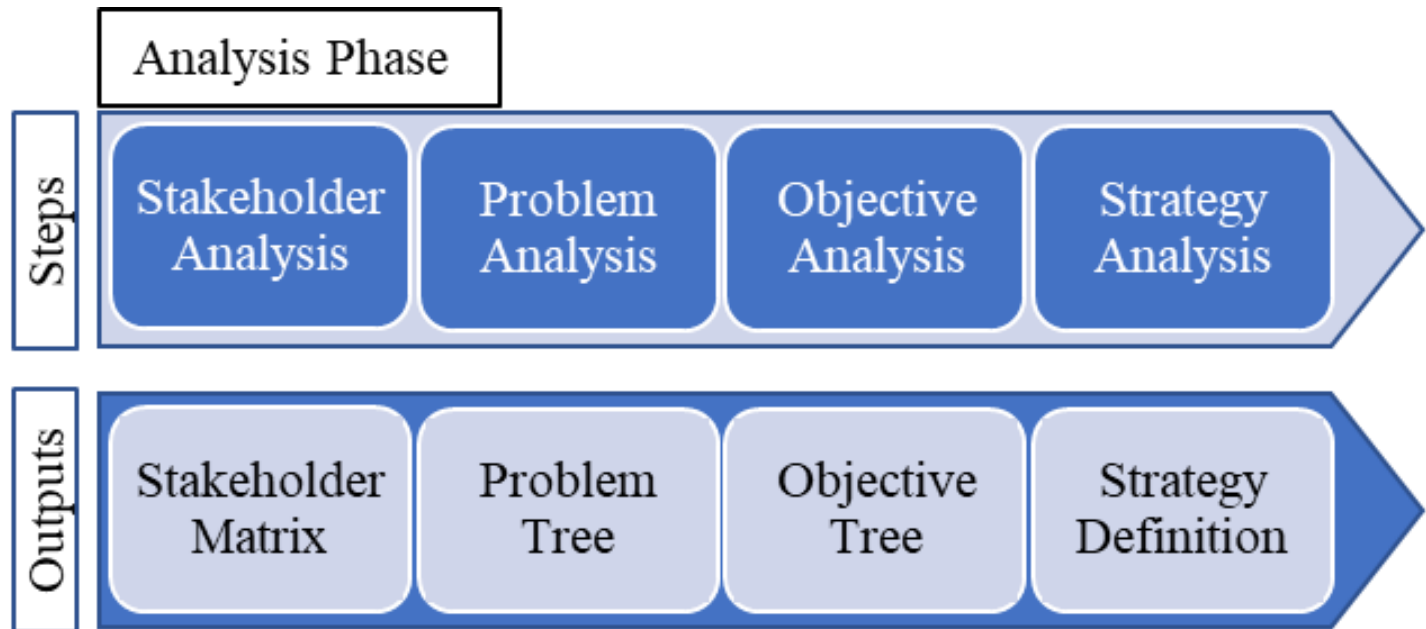 Analysis Phase
Steps
Stakeholder
Analysis
Problem
Analysis
Objective
Analysis
Strategy
Analysis
Outputs
Stakeholder
Matrix
Problem
Tree
Objective
Tree
Strategy
Definition